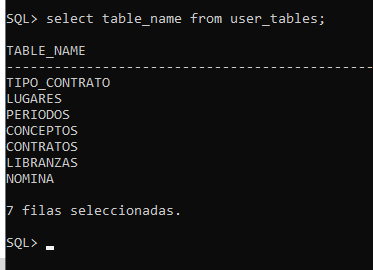 SQL> select table_name from user_tables;
TABLE_NAME
--------------------------------------------
TIPO_CONTRATO
LUGARES
PERIODOS
CONCEPTOS
CONTRATOS
LIBRANZAS
NOMINA
7 filas seleccionadas.
SQL>